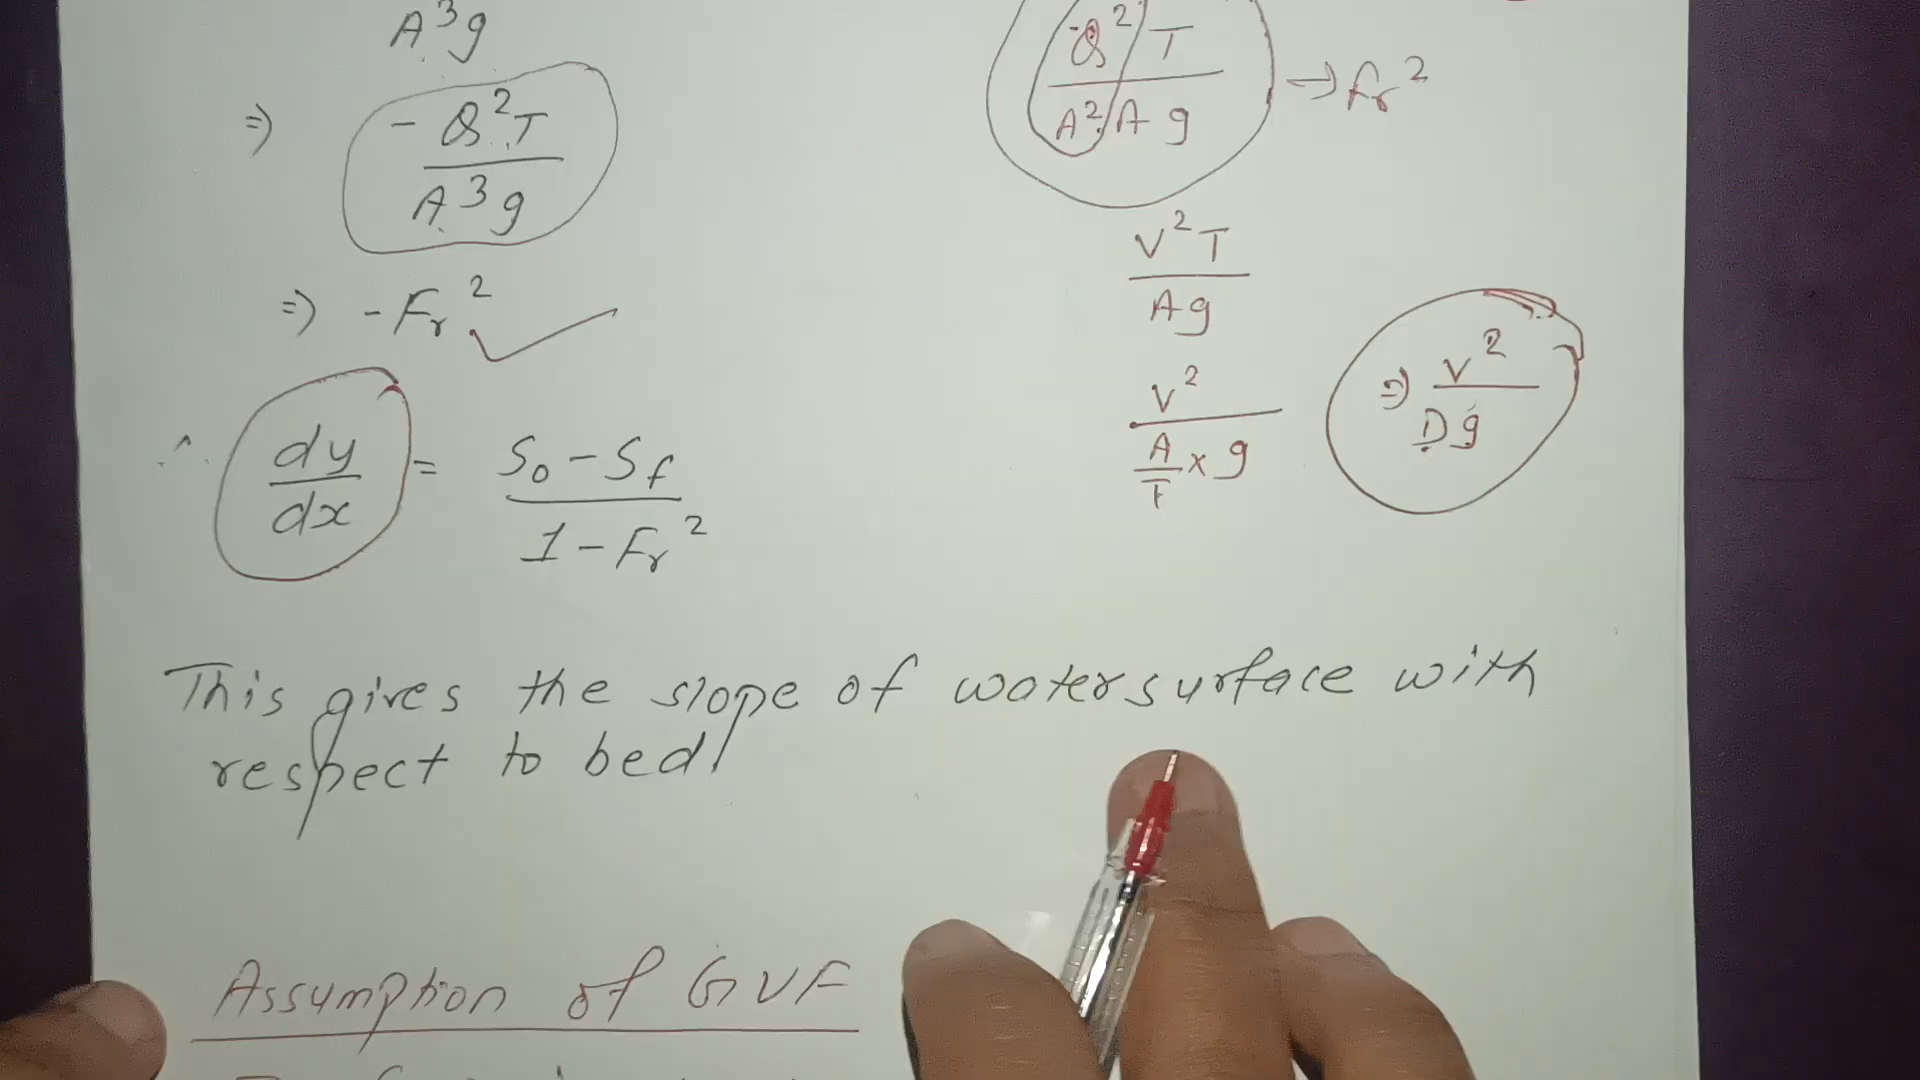 A³g
⇒ -Q²T / A³g
⇒ -Fr²
∴ dy/dx = (S₀ - Sf) / (1 - Fr²)
-Q² T / A² A g → fr²
V²T / Ag
V² / (A/T × g)
⇒ V² / Dg
This gives the slope of water surface with
respect to bed
Assumption of GVF